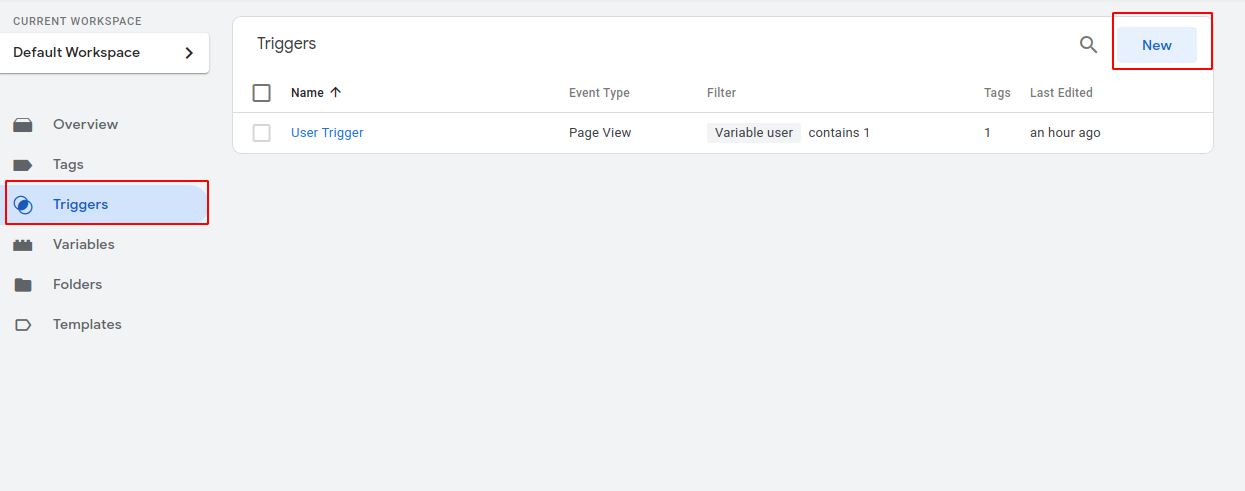 CURRENT WORKSPACE
Default Workspace
Overview
Tags
Triggers
Variables
Folders
Templates
Triggers
New
Name Event Type Filter Tags Last Edited
User Trigger Page View Variable user contains 1 1 an hour ago